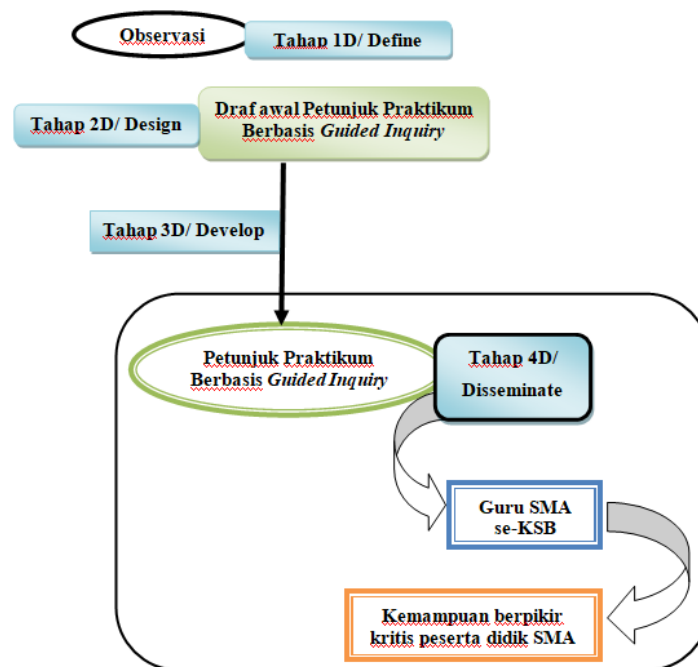 Observasi
Tahap 1D/ Define
Tahap 2D/ Design
Draf awal Petunjuk Praktikum
Berbasis Guided Inquiry
Tahap 3D/ Develop
Petunjuk Praktikum
Berbasis Guided Inquiry
Tahap 4D/
Disseminate
Guru SMA
se-KSB
Kemampuan berpikir
kritis peserta didik SMA